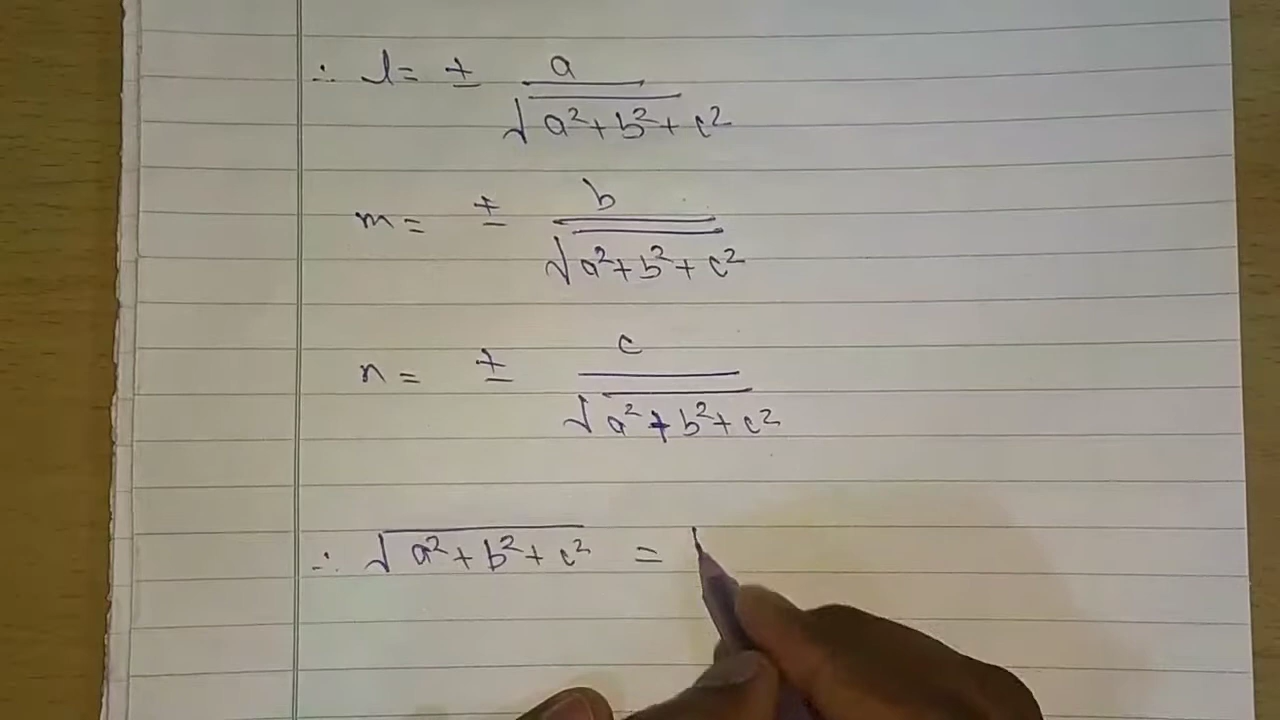 ∴ l = ± a / √(a²+b²+c²)
m = ± b / √(a²+b²+c²)
n = ± c / √(a²+b²+c²)
∴ √(a²+b²+c²) =